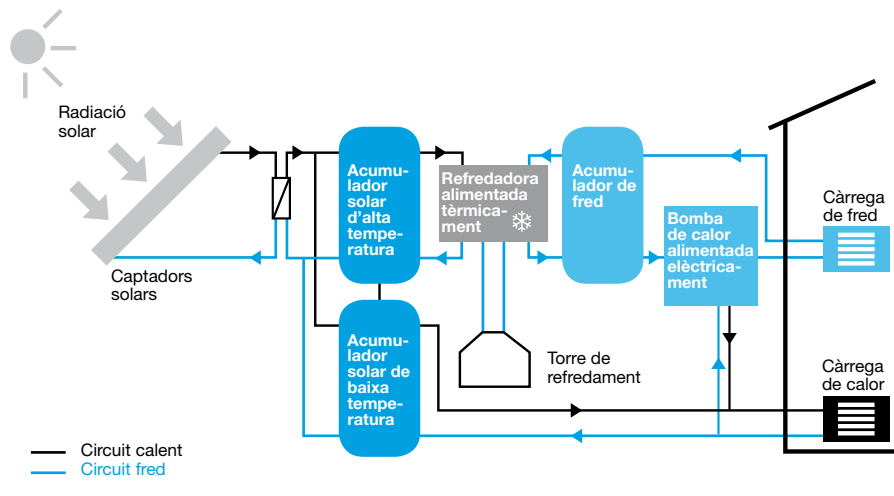 Radiació
solar
Captadors
solars
Acumu-
lador
solar
d’alta
tempe-
ratura
Refredadora
alimentada
tèrmica-
ment
Acumu-
lador de
fred
Bomba
de calor
alimentada
elèctrica-
ment
Càrrega
de fred
Acumu-
lador
solar de
baixa
tempe-
ratura
Torre de
refredament
Càrrega
de calor
Circuit calent
Circuit fred